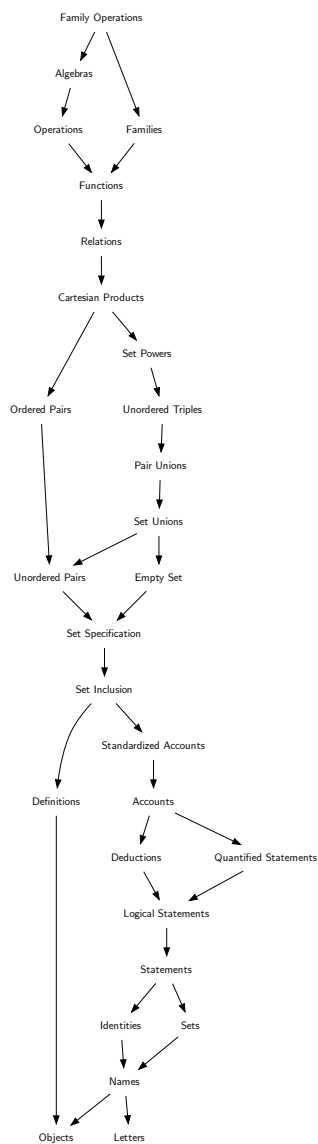 Family Operations
Algebras
Operations
Families
Functions
Relations
Cartesian Products
Set Powers
Ordered Pairs
Unordered Triples
Pair Unions
Set Unions
Unordered Pairs
Empty Set
Set Specification
Set Inclusion
Standardized Accounts
Definitions
Accounts
Deductions
Quantified Statements
Logical Statements
Statements
Identities
Sets
Names
Objects
Letters